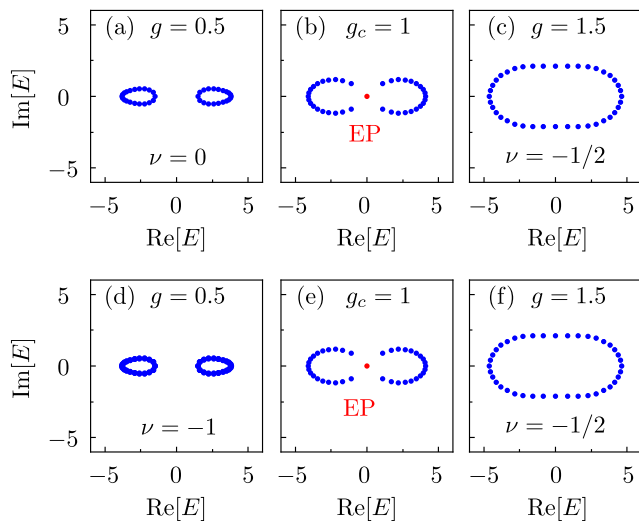 (a) g = 0.5
(b) g_c = 1
(c) g = 1.5
5
0
−5
Im[E]
ν = 0
EP
ν = −1/2
−5 0 5
−5 0 5
−5 0 5
Re[E]
Re[E]
Re[E]
(d) g = 0.5
(e) g_c = 1
(f) g = 1.5
5
0
−5
Im[E]
ν = −1
EP
ν = −1/2
−5 0 5
−5 0 5
−5 0 5
Re[E]
Re[E]
Re[E]